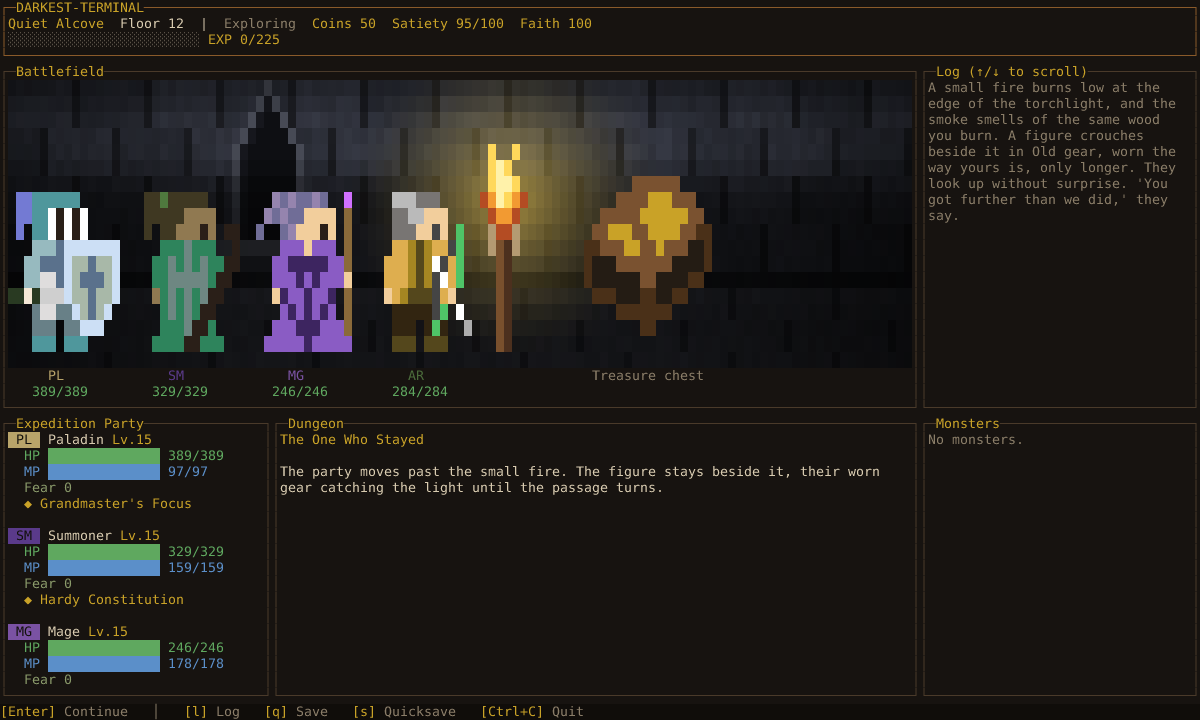 DARKEST-TERMINAL
Quiet Alcove  Floor 12  |  Exploring  Coins 50  Satiety 95/100  Faith 100
EXP 0/225
Battlefield
PL
389/389
SM
329/329
MG
246/246
AR
284/284
Treasure chest
Log (↑/↓ to scroll)
A small fire burns low at the
edge of the torchlight, and the
smoke smells of the same wood
you burn. A figure crouches
beside it in Old gear, worn the
way yours is, only longer. They
look up without surprise. 'You
got further than we did,' they
say.
Expedition Party
PL Paladin Lv.15
HP 389/389
MP 97/97
Fear 0
◆ Grandmaster's Focus
SM Summoner Lv.15
HP 329/329
MP 159/159
Fear 0
◆ Hardy Constitution
MG Mage Lv.15
HP 246/246
MP 178/178
Fear 0
Dungeon
The One Who Stayed
The party moves past the small fire. The figure stays beside it, their worn
gear catching the light until the passage turns.
Monsters
No monsters.
[Enter] Continue  |  [l] Log  [q] Save  [s] Quicksave  [Ctrl+C] Quit